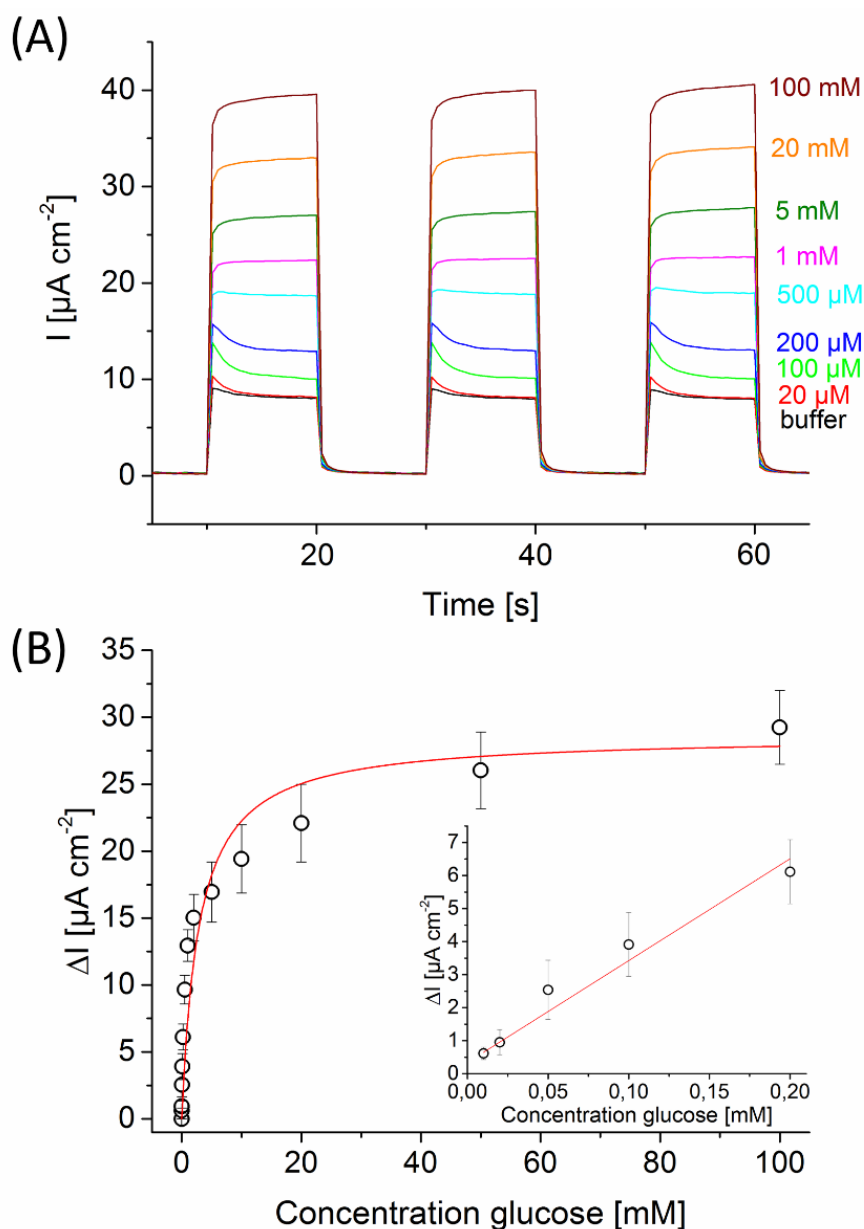 (A)
I [µA cm-2]
40
30
20
10
0
100 mM
20 mM
5 mM
1 mM
500 µM
200 µM
100 µM
20 µM
buffer
20
40
60
Time [s]
(B)
ΔI [µA cm-2]
35
30
25
20
15
10
5
0
0
20
40
60
80
100
Concentration glucose [mM]
ΔI [µA cm-2]
7
6
5
4
3
2
1
0
0,00
0,05
0,10
0,15
0,20
Concentration glucose [mM]